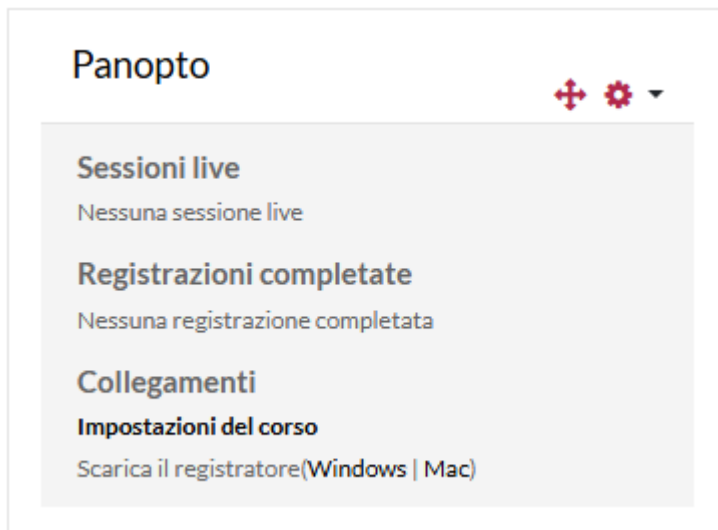 Panopto
Sessioni live
Nessuna sessione live
Registrazioni completate
Nessuna registrazione completata
Collegamenti
Impostazioni del corso
Scarica il registratore(Windows | Mac)